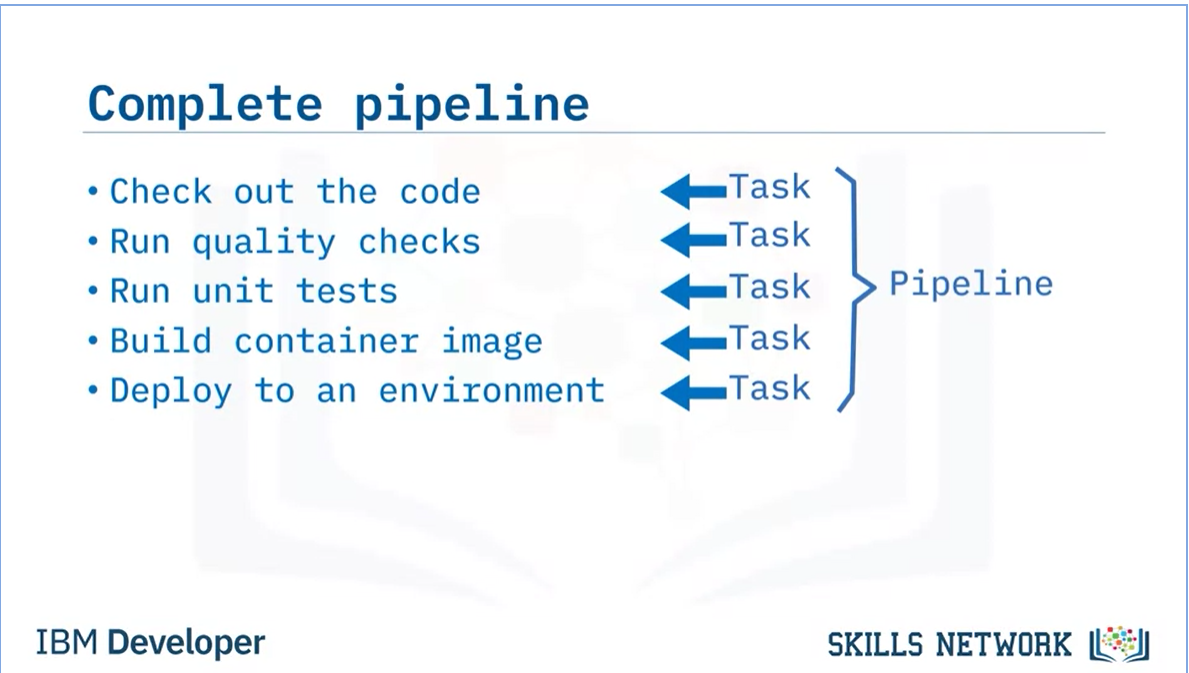 Complete pipeline
• Check out the code ← Task
• Run quality checks ← Task
• Run unit tests ← Task
• Build container image ← Task
• Deploy to an environment ← Task
Pipeline
IBM Developer
SKILLS NETWORK